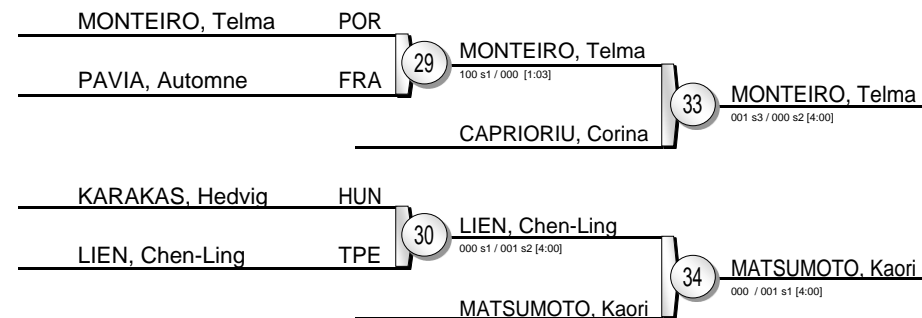 MONTEIRO, Telma POR
PAVIA, Automne FRA
29
MONTEIRO, Telma
100 s1 / 000 [1:03]
CAPRIORIU, Corina
33
MONTEIRO, Telma
001 s3 / 000 s2 [4:00]
KARAKAS, Hedvig HUN
LIEN, Chen-Ling TPE
30
LIEN, Chen-Ling
000 s1 / 001 s2 [4:00]
MATSUMOTO, Kaori
34
MATSUMOTO, Kaori
000 / 001 s1 [4:00]